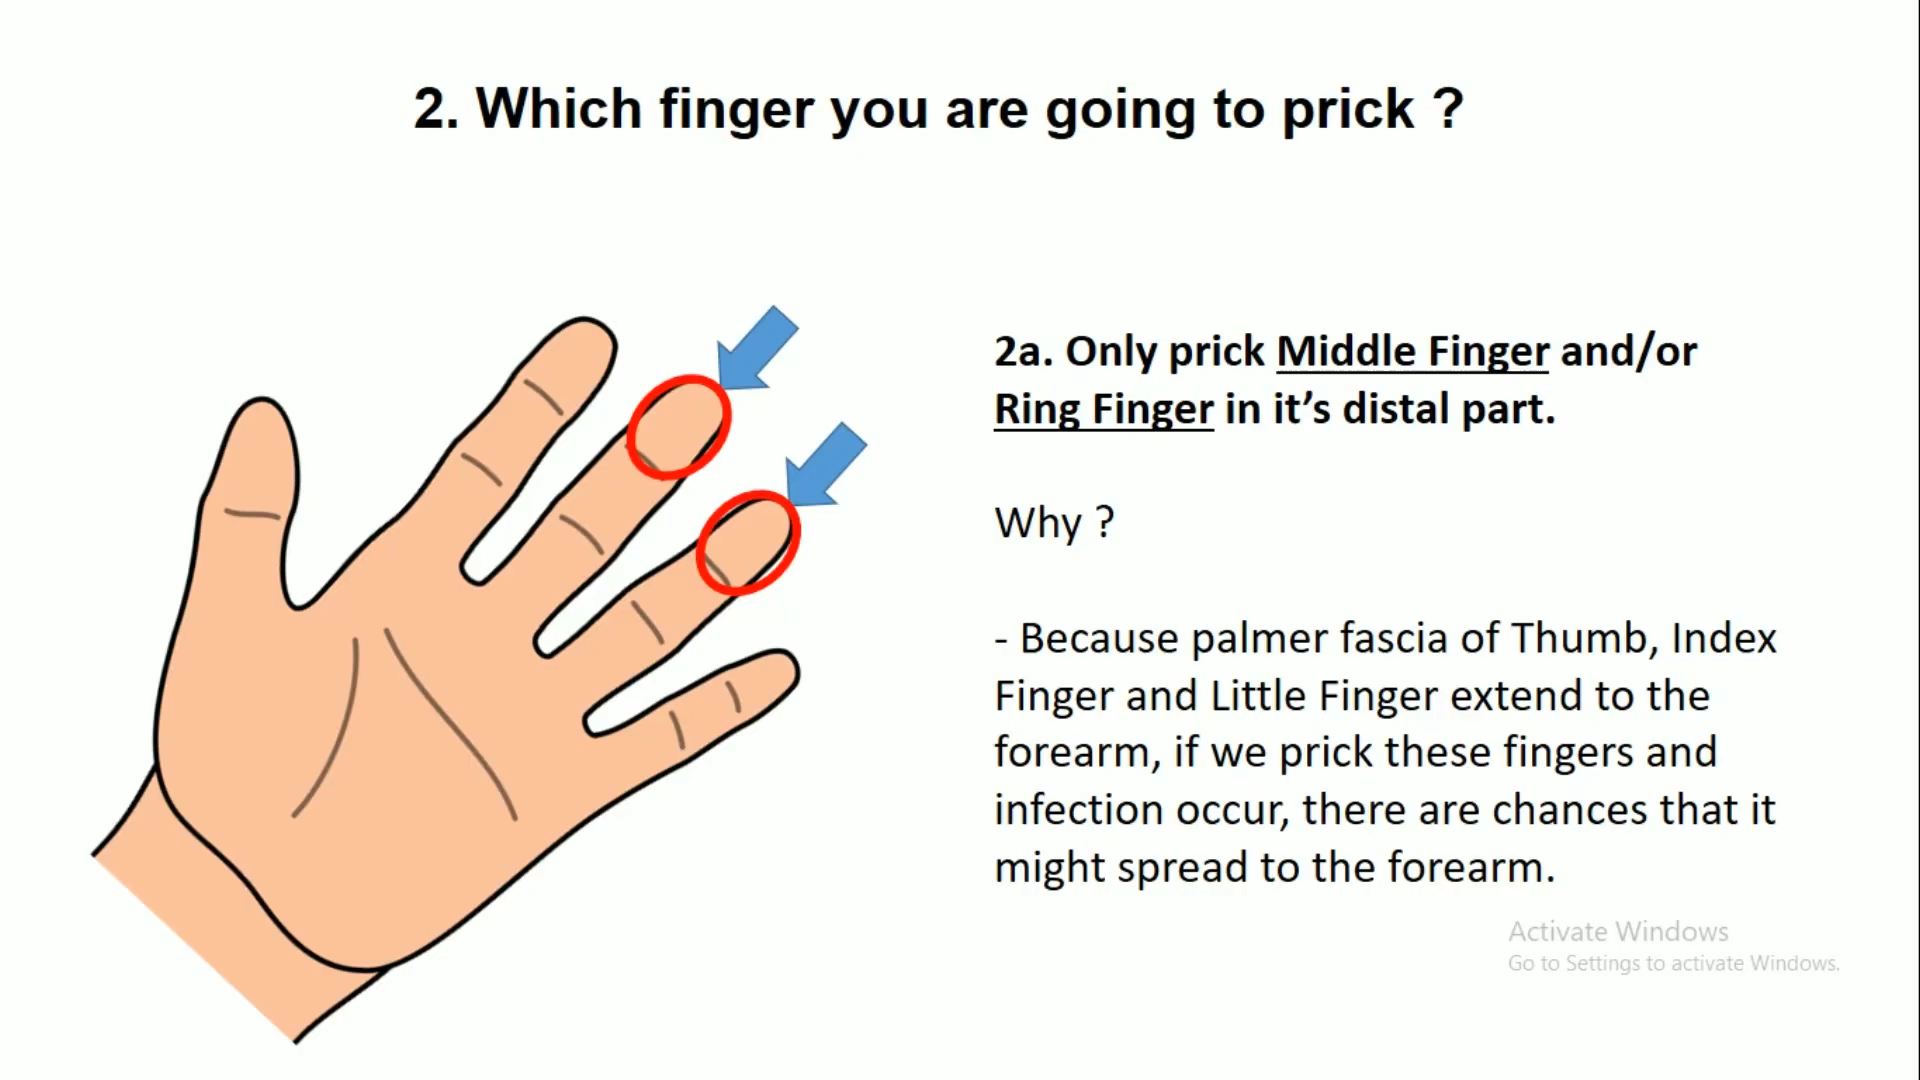 2. Which finger you are going to prick ?
2a. Only prick Middle Finger and/or
Ring Finger in it’s distal part.
Why ?
- Because palmer fascia of Thumb, Index
Finger and Little Finger extend to the
forearm, if we prick these fingers and
infection occur, there are chances that it
might spread to the forearm.
Activate Windows
Go to Settings to activate Windows.